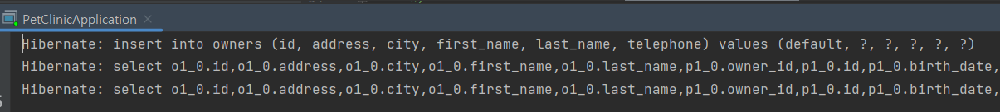 PetClinicApplication
Hibernate: insert into owners (id, address, city, first_name, last_name, telephone) values (default, ?, ?, ?, ?, ?)
Hibernate: select o1_0.id,o1_0.address,o1_0.city,o1_0.first_name,o1_0.last_name,p1_0.owner_id,p1_0.id,p1_0.birth_date,
Hibernate: select o1_0.id,o1_0.address,o1_0.city,o1_0.first_name,o1_0.last_name,p1_0.owner_id,p1_0.id,p1_0.birth_date,